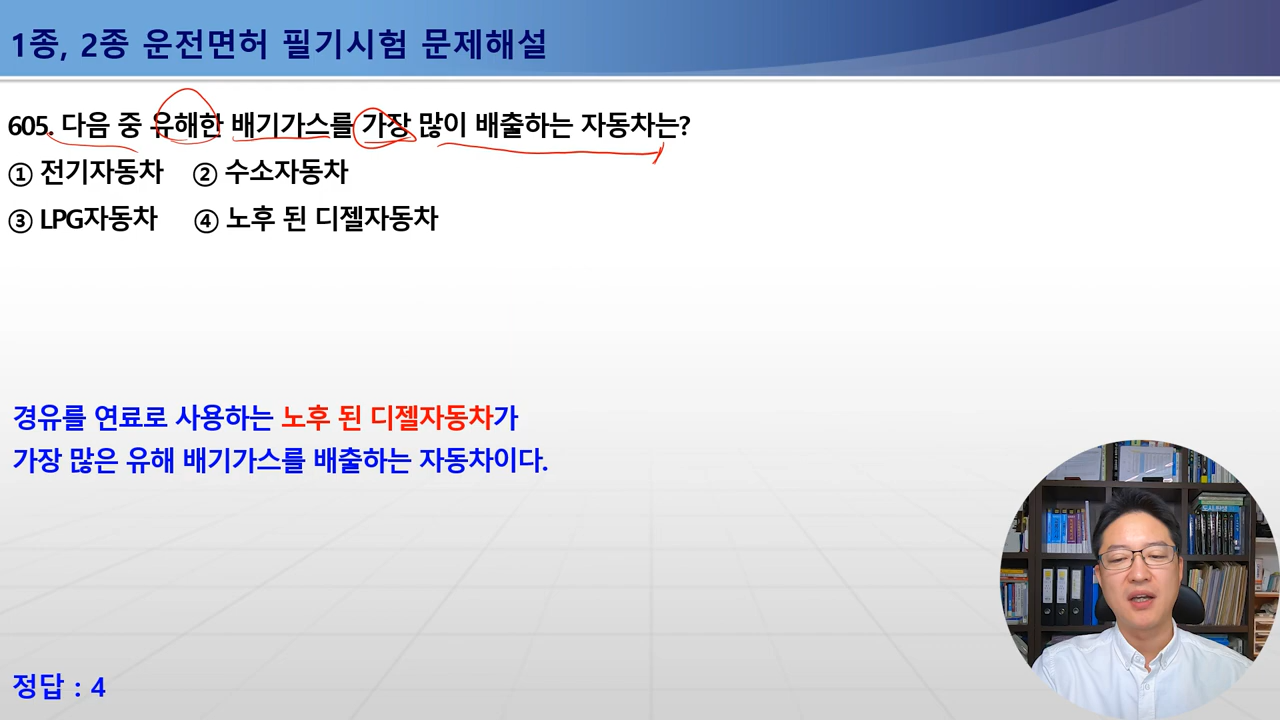 1종, 2종 운전면허 필기시험 문제해설
605. 다음 중 유해한 배기가스를 가장 많이 배출하는 자동차는?
① 전기자동차 ② 수소자동차
③ LPG자동차 ④ 노후 된 디젤자동차
경유를 연료로 사용하는 노후 된 디젤자동차가
가장 많은 유해 배기가스를 배출하는 자동차이다.
정답 : 4